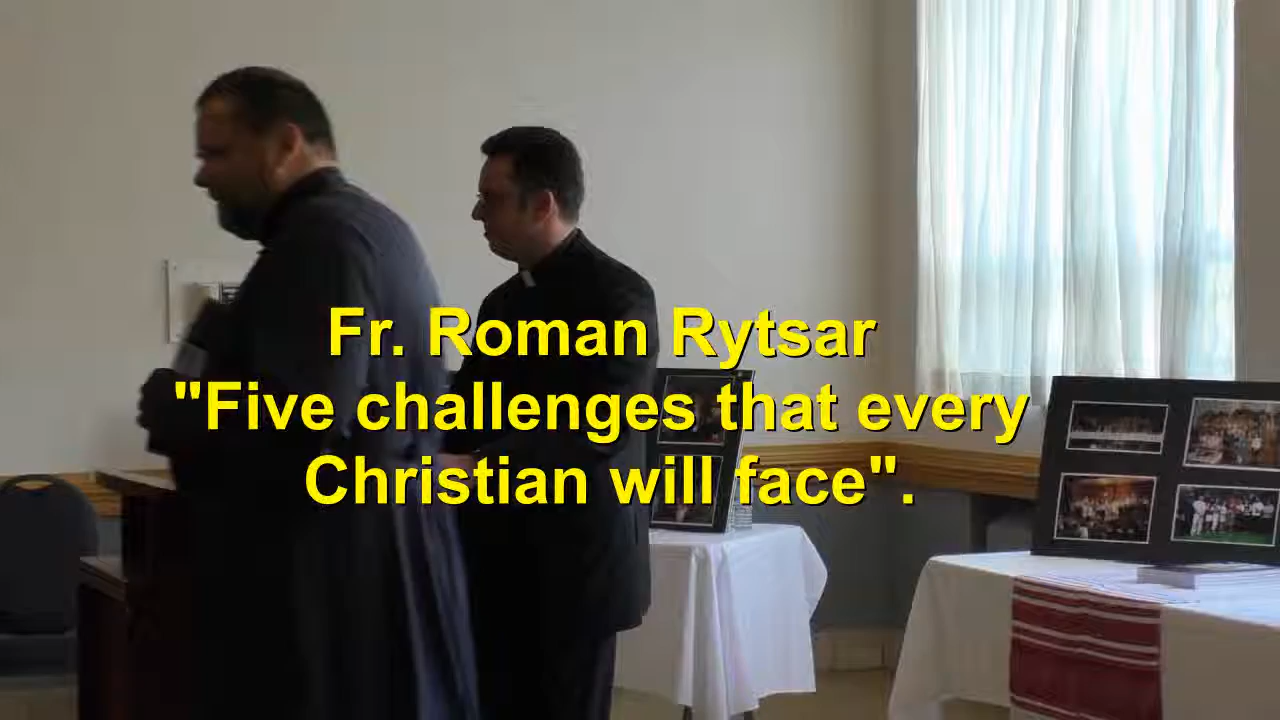 Fr. Roman Rytsar
"Five challenges that every
Christian will face".